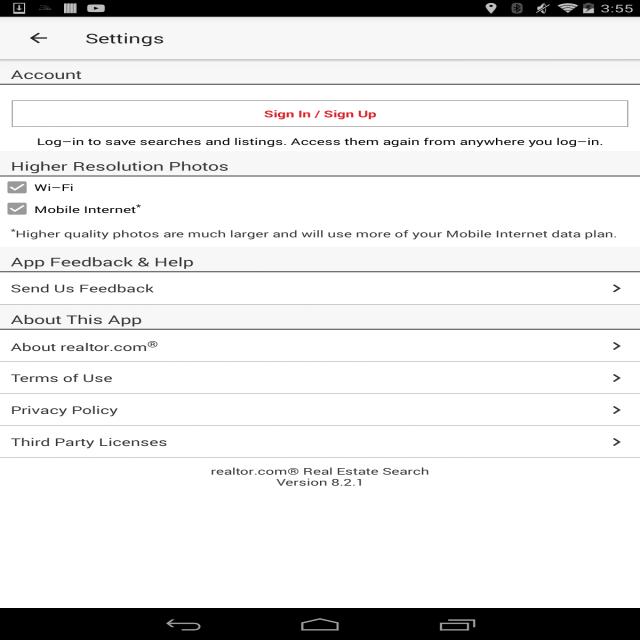 3:55
Settings
Account
Sign In / Sign Up
Log-in to save searches and listings. Access them again from anywhere you log-in.
Higher Resolution Photos
Wi-Fi
Mobile Internet*
*Higher quality photos are much larger and will use more of your Mobile Internet data plan.
App Feedback & Help
Send Us Feedback
About This App
About realtor.com®
Terms of Use
Privacy Policy
Third Party Licenses
realtor.com® Real Estate Search
Version 8.2.1